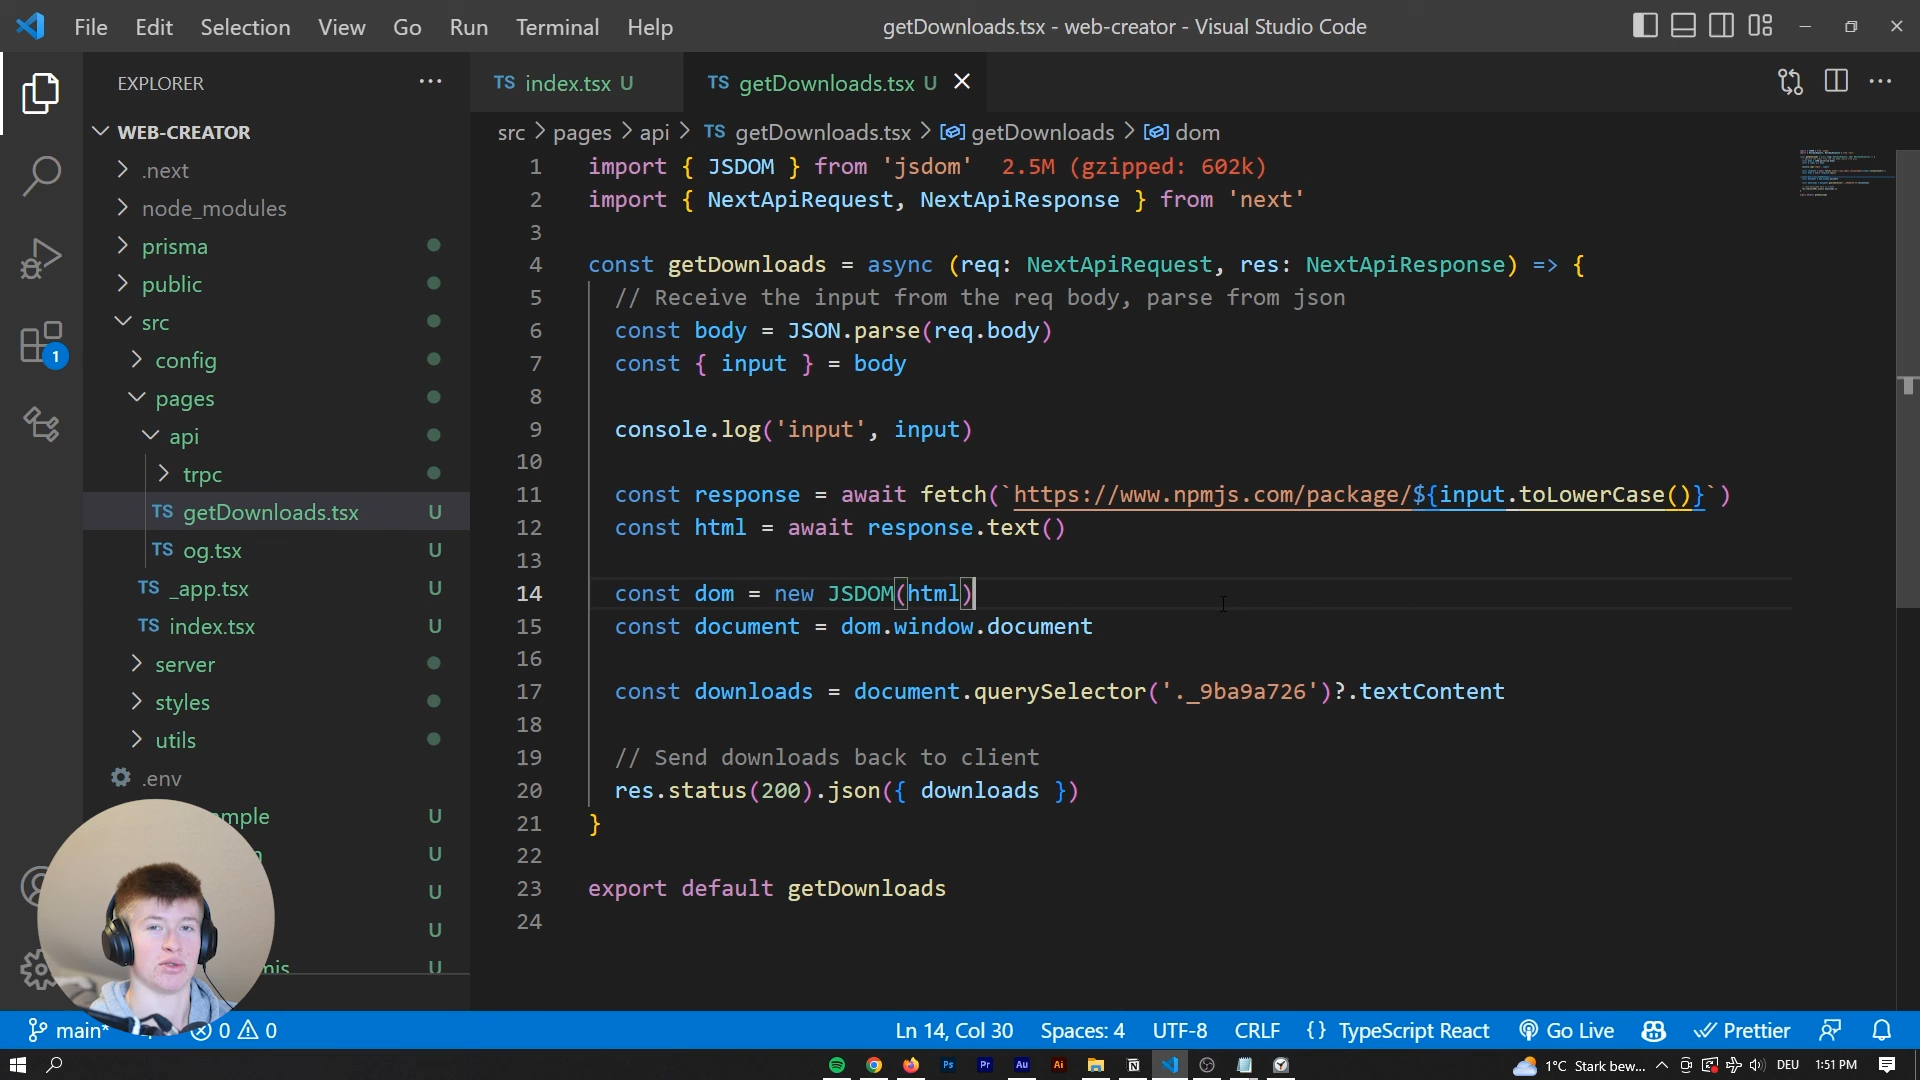 File Edit Selection View Go Run Terminal Help
getDownloads.tsx - web-creator - Visual Studio Code
EXPLORER
WEB-CREATOR
.next
node_modules
prisma
public
src
config
pages
api
trpc
TS getDownloads.tsx U
TS og.tsx U
TS _app.tsx U
TS index.tsx U
server
styles
utils
.env
U
U
U
U
U
1
TS index.tsx U
TS getDownloads.tsx U
src > pages > api > TS getDownloads.tsx > getDownloads > dom
1 import { JSDOM } from 'jsdom' 2.5M (gzipped: 602k)
2 import { NextApiRequest, NextApiResponse } from 'next'
3
4 const getDownloads = async (req: NextApiRequest, res: NextApiResponse) => {
5 // Receive the input from the req body, parse from json
6 const body = JSON.parse(req.body)
7 const { input } = body
8
9 console.log('input', input)
10
11 const response = await fetch(`https://www.npmjs.com/package/${input.toLowerCase()}`)
12 const html = await response.text()
13
14 const dom = new JSDOM(html)
15 const document = dom.window.document
16
17 const downloads = document.querySelector('._9ba9a726')?.textContent
18
19 // Send downloads back to client
20 res.status(200).json({ downloads })
21 }
22
23 export default getDownloads
24
main* 0 0
Ln 14, Col 30 Spaces: 4 UTF-8 CRLF {} TypeScript React Go Live Prettier
Ps Pr Au Ai
1°C Stark bew... DEU 1:51 PM